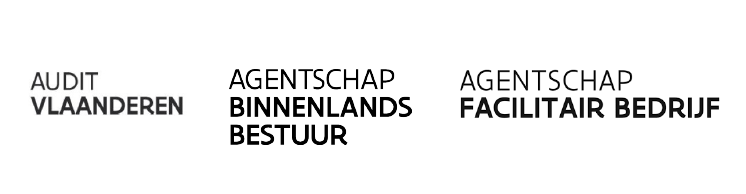 AUDIT
VLAANDEREN
AGENTSCHAP
BINNENLANDS
BESTUUR
AGENTSCHAP
FACILITAIR BEDRIJF